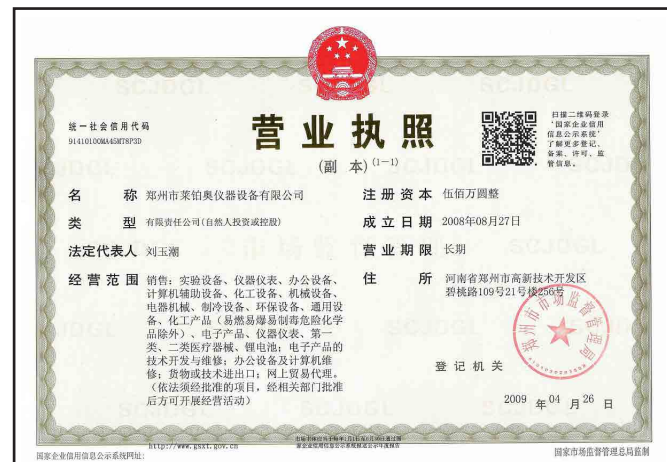 统一社会信用代码
91410100MA45M78P3D
营业执照
(副 本)(1-1)
扫描二维码登录
'国家企业信用
信息公示系统'
了解更多登记、
备案、许可、监
管信息。
名 称 郑州市莱铂奥仪器设备有限公司
类 型 有限责任公司(自然人投资或控股)
法定代表人 刘玉潮
经营范围 销售：实验设备、仪器仪表、办公设备、
计算机辅助设备、化工设备、机械设备、
电器机械、制冷设备、环保设备、通用设
备、化工产品（易燃易爆易制毒危险化学
品除外）、电子产品、仪器仪表、第一
类、二类医疗器械、锂电池；电子产品的
技术开发与维修；办公设备及计算机维
修；货物或技术进出口；网上贸易代理。
（依法须经批准的项目，经相关部门批准
后方可开展经营活动）
注册资本 伍佰万圆整
成立日期 2008年08月27日
营业期限 长期
住 所 河南省郑州市高新技术开发区
碧桃路109号21号楼256号
郑州市市场监督管理局
登记机关
2009 年 04 月 26 日
http://www.gsxt.gov.cn
国家企业信用信息公示系统网址:
国家市场监督管理总局监制